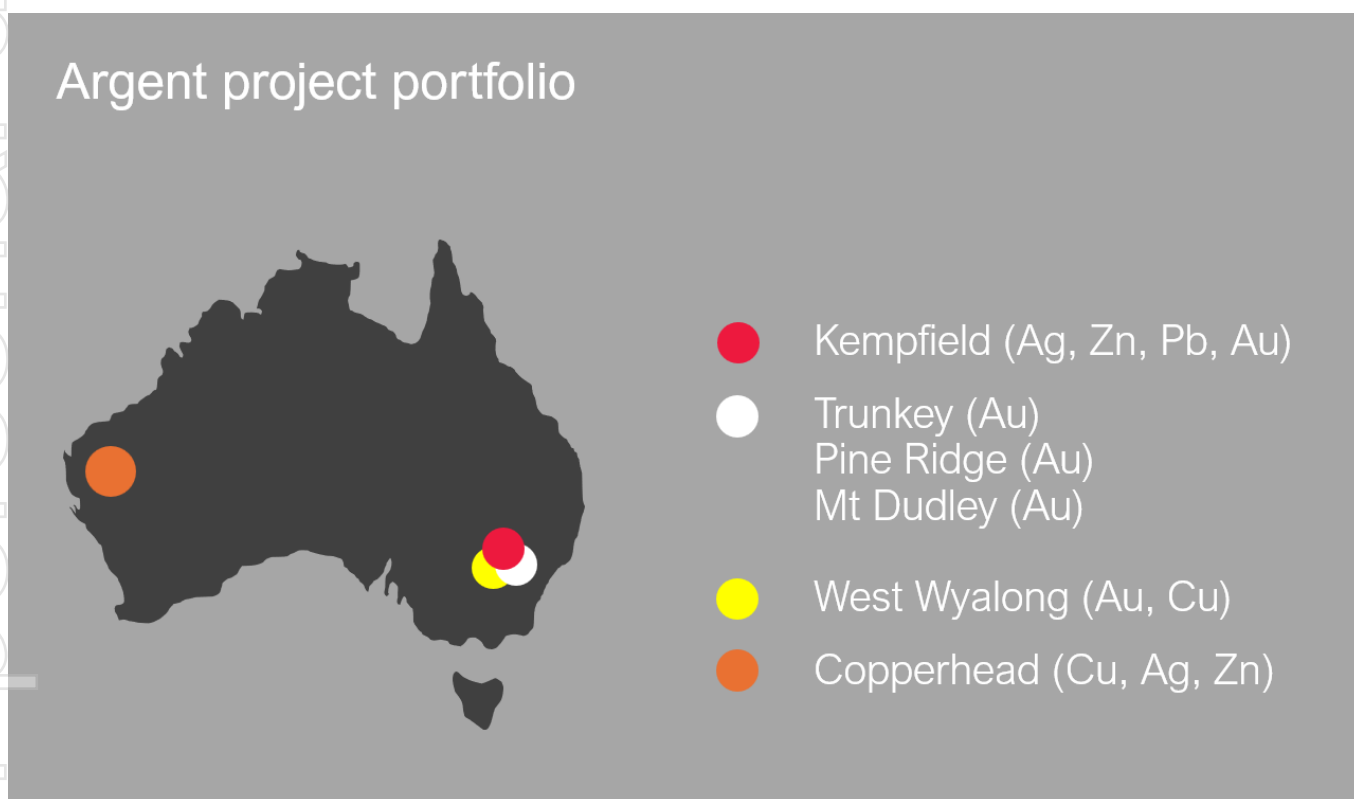 Argent project portfolio
Kempfield (Ag, Zn, Pb, Au)
Trunkey (Au)
Pine Ridge (Au)
Mt Dudley (Au)
West Wyalong (Au, Cu)
Copperhead (Cu, Ag, Zn)